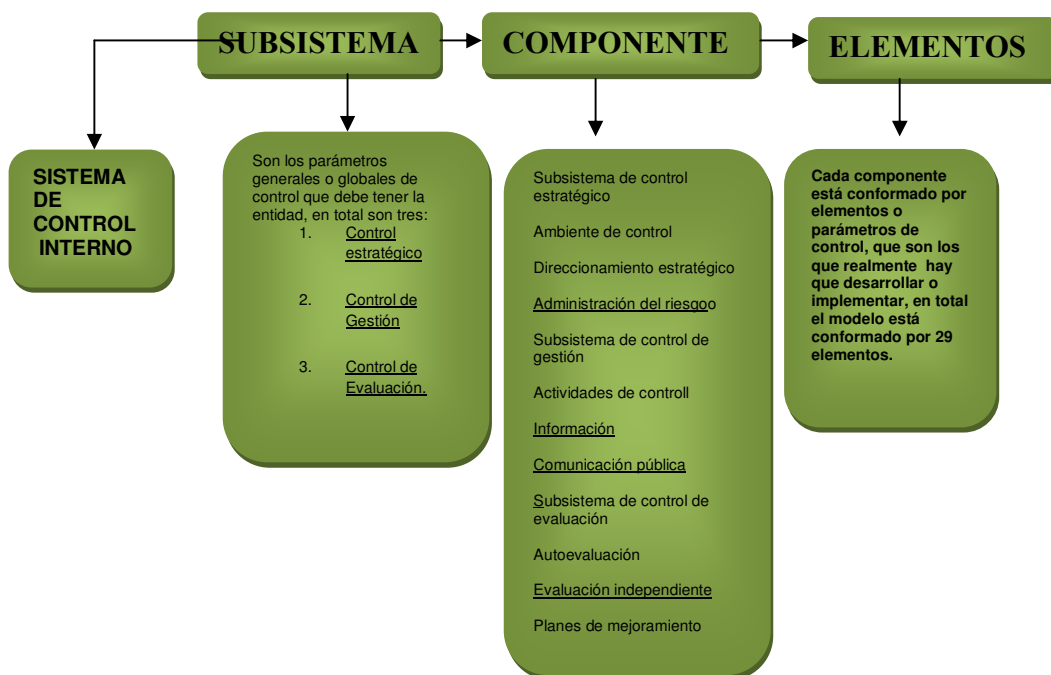 SUBSISTEMA
COMPONENTE
ELEMENTOS
SISTEMA
DE
CONTROL
INTERNO
Son los parámetros
generales o globales de
control que debe tener la
entidad, en total son tres:
1. Control
estratégico
2. Control de
Gestión
3. Control de
Evaluación.
Subsistema de control
estratégico
Ambiente de control
Direccionamiento estratégico
Administración del riesgoo
Subsistema de control de
gestión
Actividades de controll
Información
Comunicación pública
Subsistema de control de
evaluación
Autoevaluación
Evaluación independiente
Planes de mejoramiento
Cada componente
está conformado por
elementos o
parámetros de
control, que son los
que realmente hay
que desarrollar o
implementar, en total
el modelo está
conformado por 29
elementos.